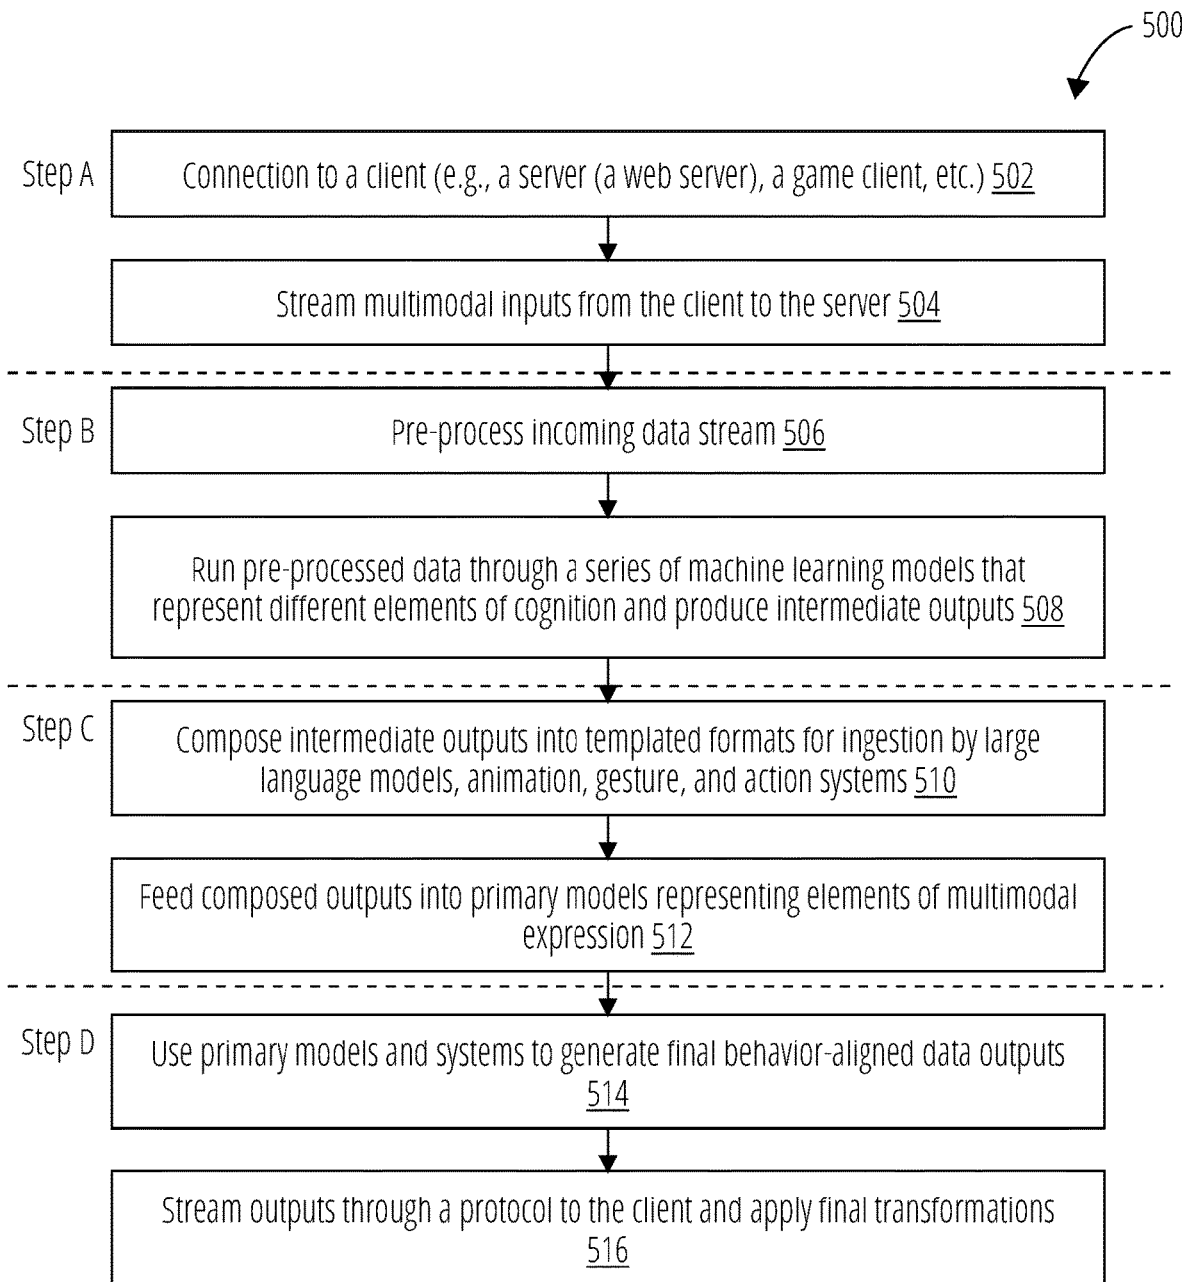 500
Step A
Connection to a client (e.g., a server (a web server), a game client, etc.) 502
Stream multimodal inputs from the client to the server 504
Step B
Pre-process incoming data stream 506
Run pre-processed data through a series of machine learning models that
represent different elements of cognition and produce intermediate outputs 508
Step C
Compose intermediate outputs into templated formats for ingestion by large
language models, animation, gesture, and action systems 510
Feed composed outputs into primary models representing elements of multimodal
expression 512
Step D
Use primary models and systems to generate final behavior-aligned data outputs
514
Stream outputs through a protocol to the client and apply final transformations
516